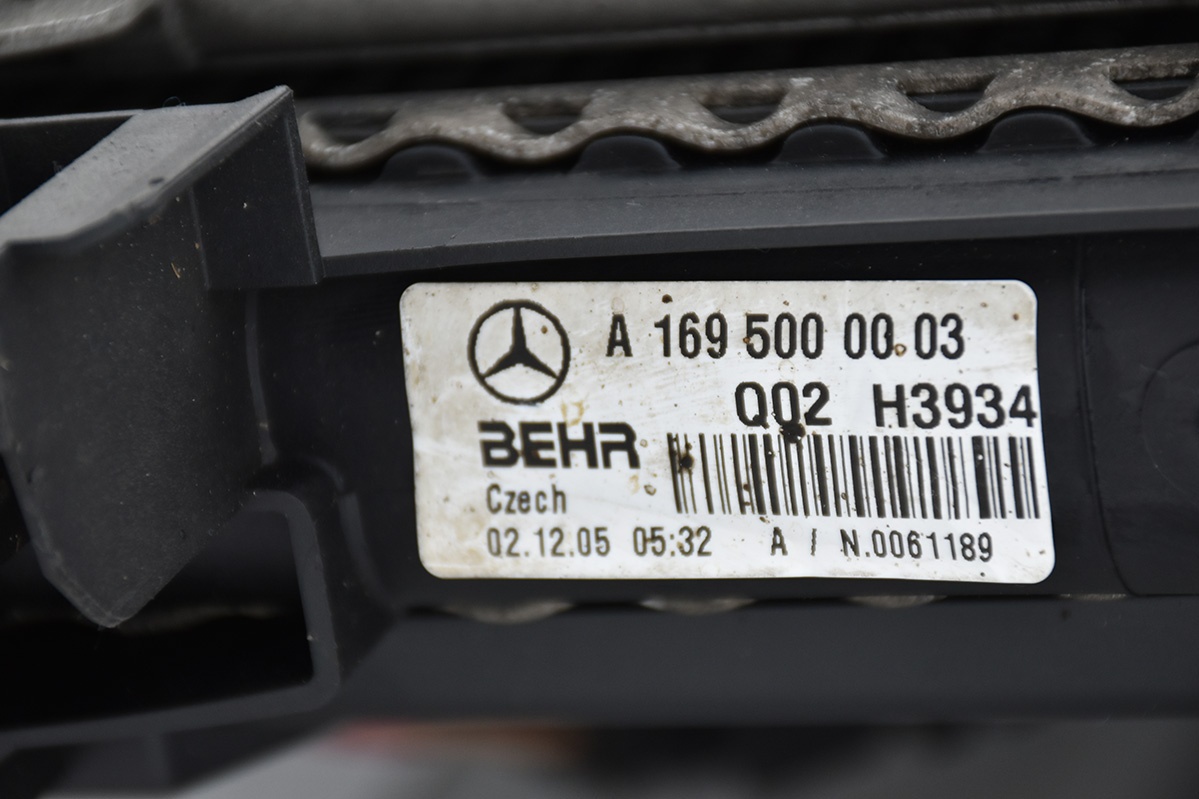 A 169 500 00 03
Q02 H3934
BEHR
Czech
02.12.05 05:32 A / N.0061189